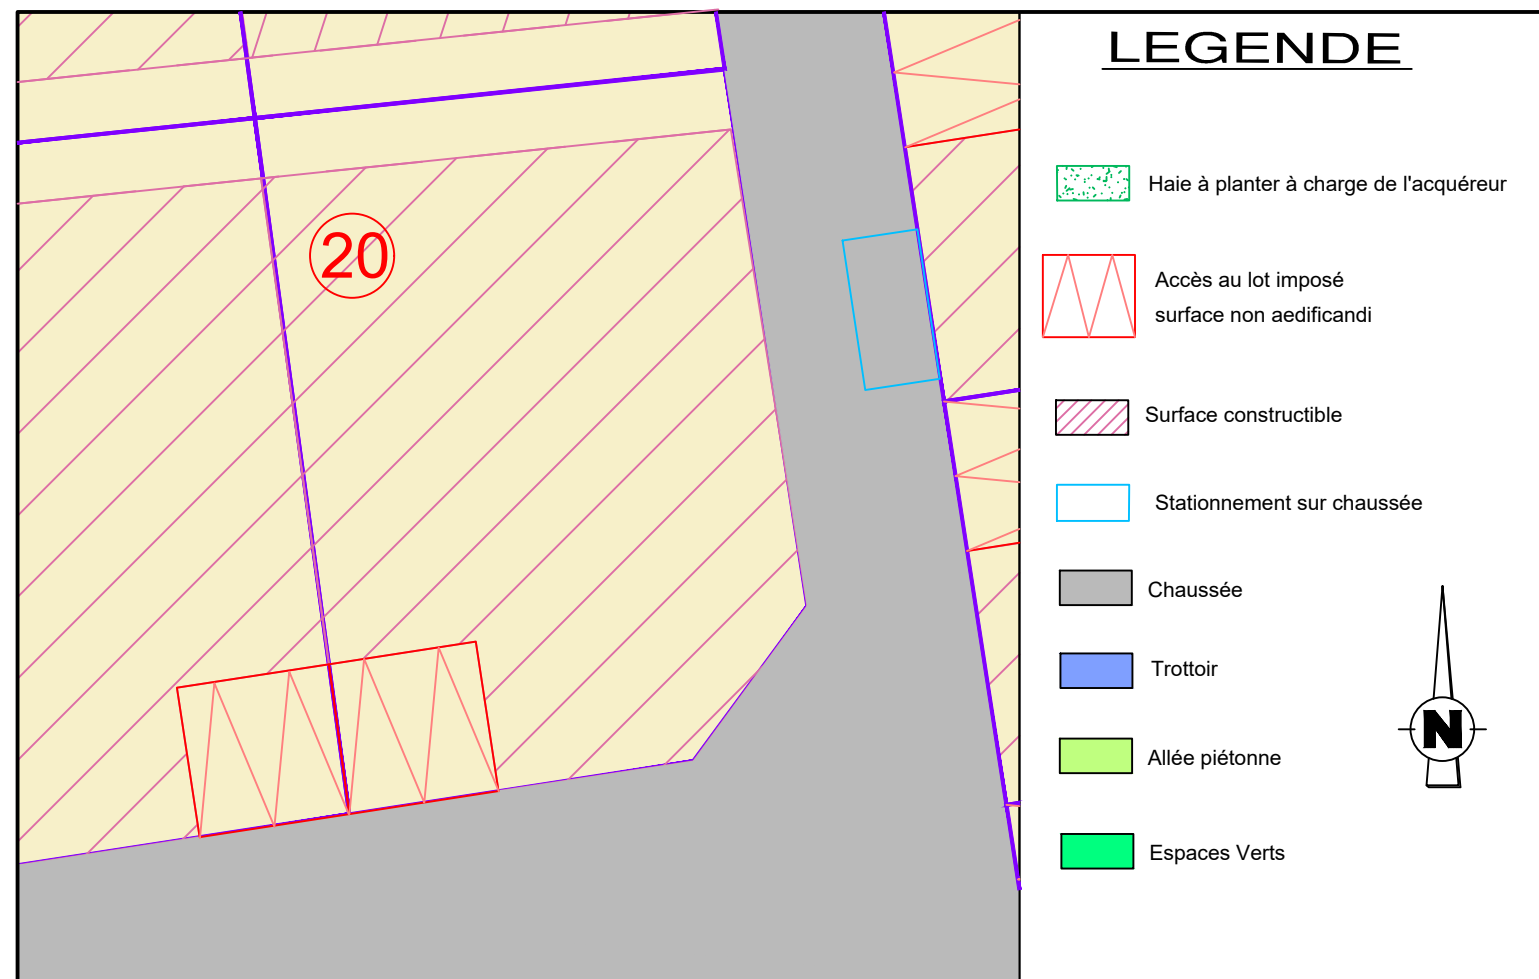 LEGENDE
20
Haie à planter à charge de l'acquéreur
Accès au lot imposé
surface non aedificandi
Surface constructible
Stationnement sur chaussée
Chaussée
Trottoir
Allée piétonne
Espaces Verts
N